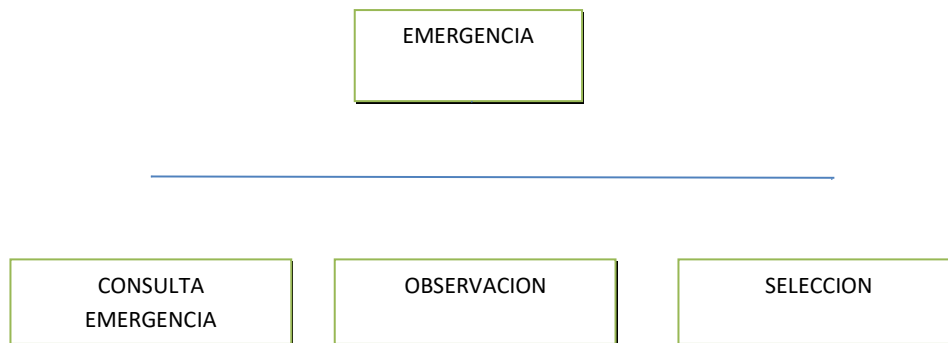 EMERGENCIA
CONSULTA
EMERGENCIA
OBSERVACION
SELECCION